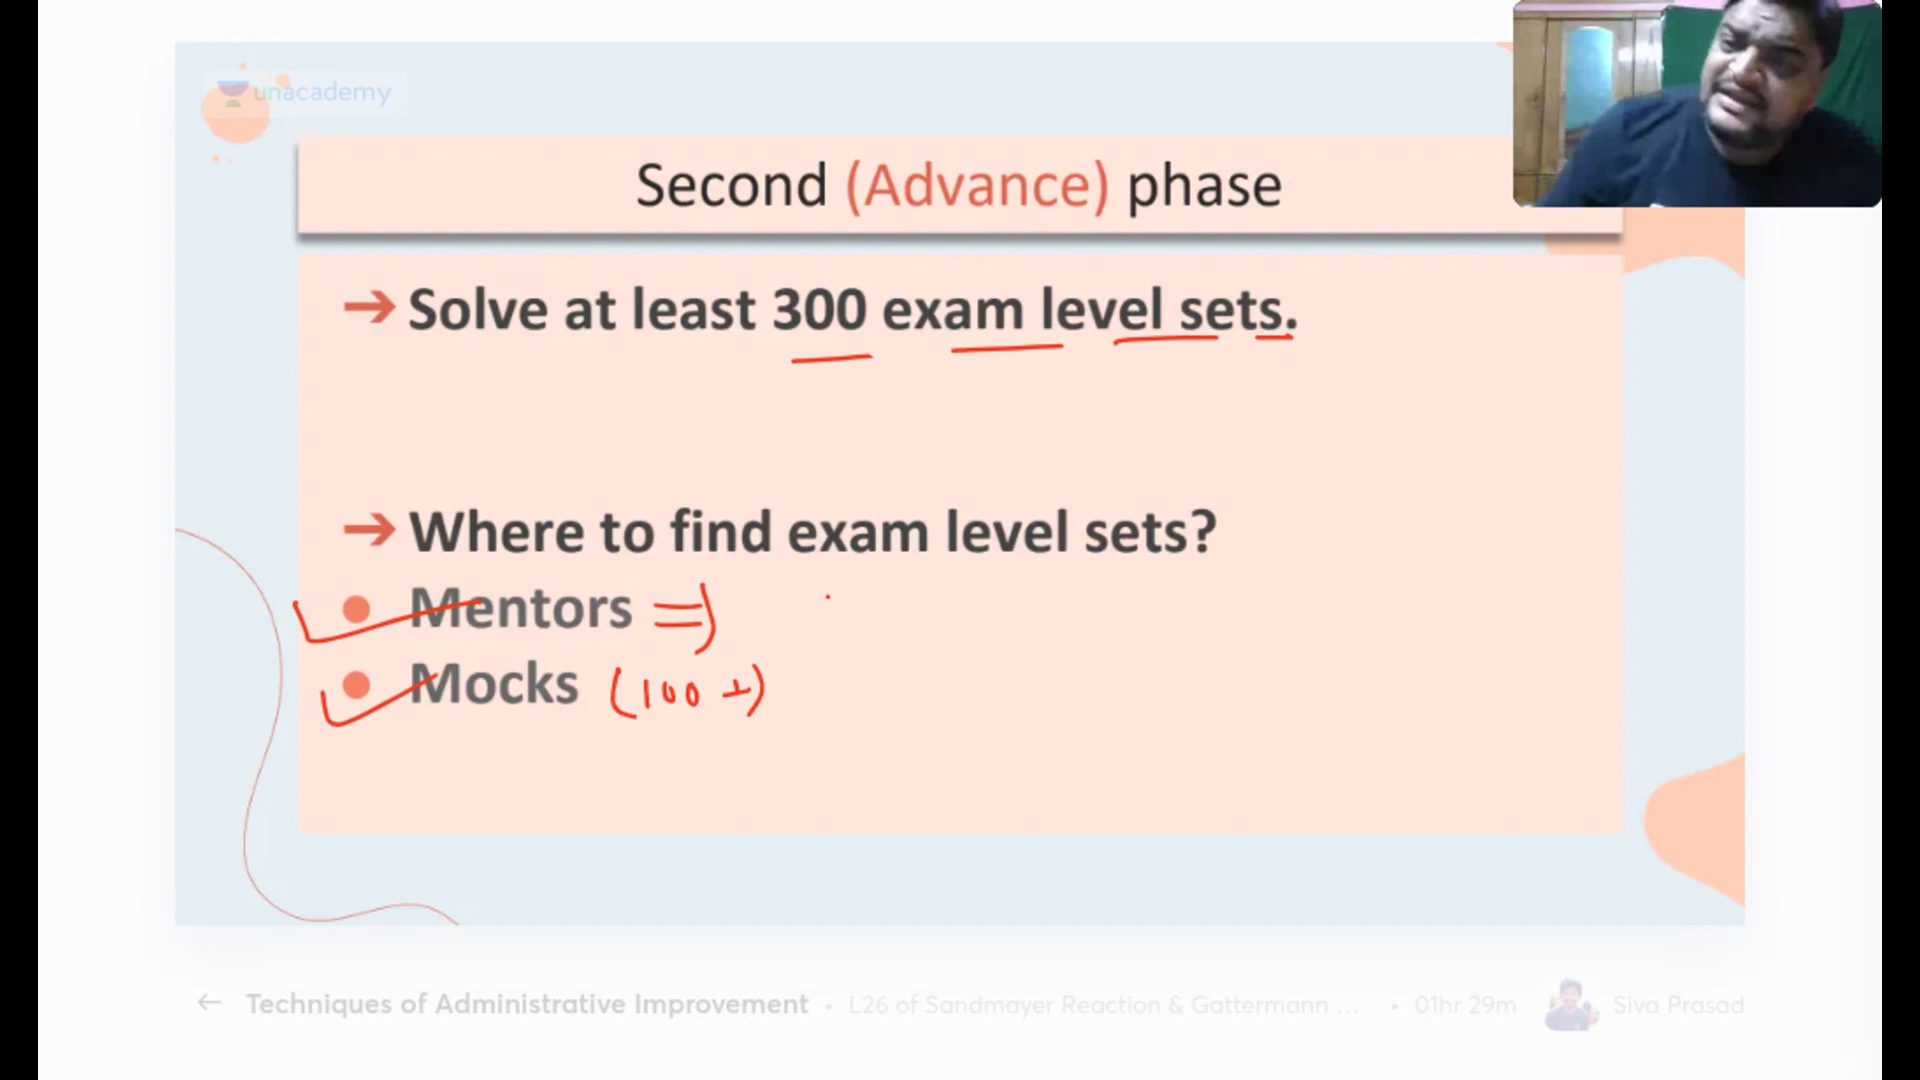 unacademy
Second (Advance) phase
➔ Solve at least 300 exam level sets.
➔ Where to find exam level sets?
● Mentors =)
● Mocks (100 +)
← Techniques of Administrative Improvement • L26 of Sandmayer Reaction & Gattermann ... • 01hr 29m Siva Prasad